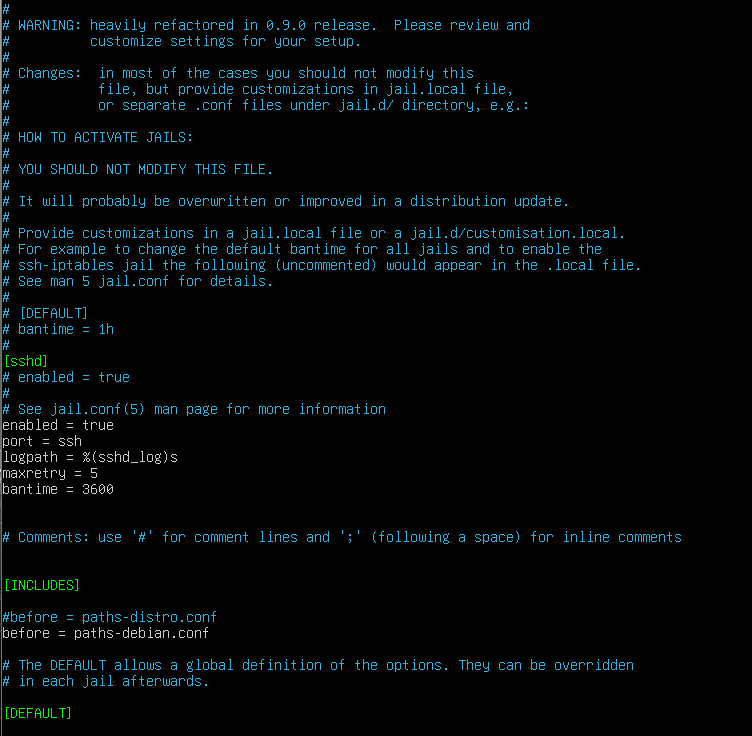 #
# WARNING: heavily refactored in 0.9.0 release.  Please review and
#          customize settings for your setup.
#
# Changes:  in most of the cases you should not modify this
#           file, but provide customizations in jail.local file,
#           or separate .conf files under jail.d/ directory, e.g.:
#
# HOW TO ACTIVATE JAILS:
#
# YOU SHOULD NOT MODIFY THIS FILE.
#
# It will probably be overwritten or improved in a distribution update.
#
# Provide customizations in a jail.local file or a jail.d/customisation.local.
# For example to change the default bantime for all jails and to enable the
# ssh-iptables jail the following (uncommented) would appear in the .local file.
# See man 5 jail.conf for details.
#
# [DEFAULT]
# bantime = 1h
#
[sshd]
# enabled = true
#
# See jail.conf(5) man page for more information
enabled = true
port = ssh
logpath = %(sshd_log)s
maxretry = 5
bantime = 3600
# Comments: use '#' for comment lines and ';' (following a space) for inline comments
[INCLUDES]
#before = paths-distro.conf
before = paths-debian.conf
# The DEFAULT allows a global definition of the options. They can be overridden
# in each jail afterwards.
[DEFAULT]